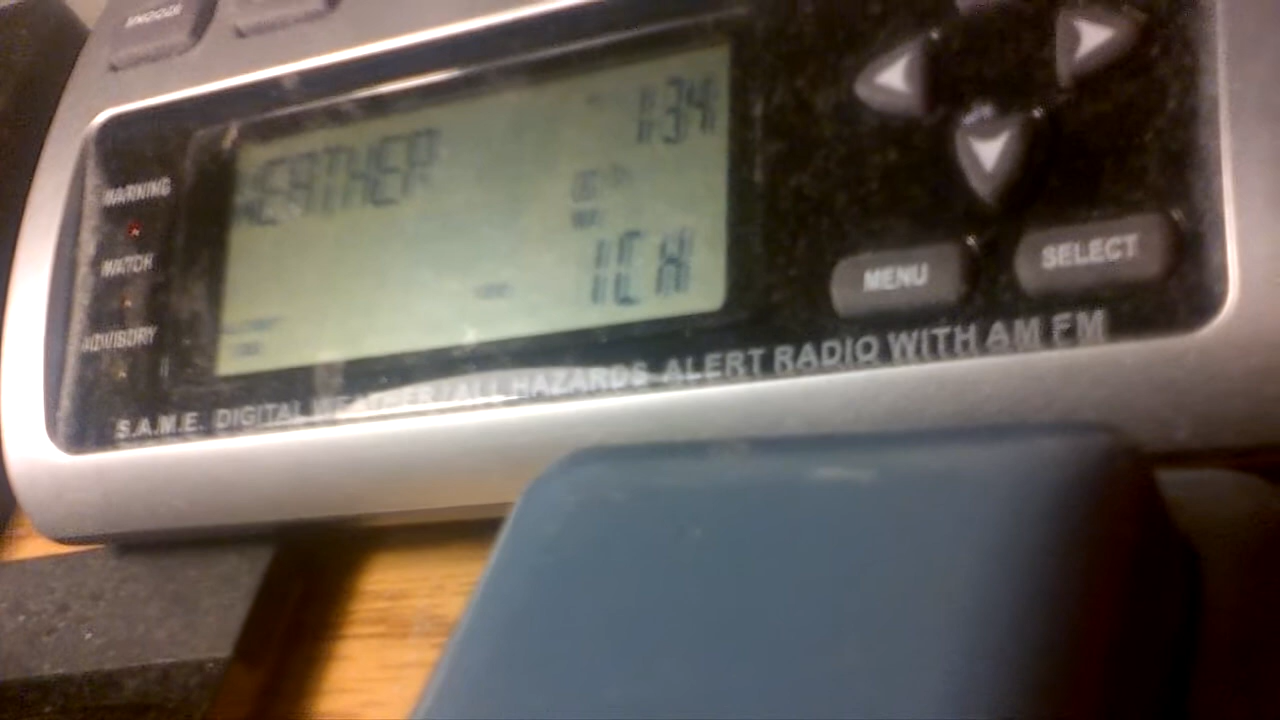 SNOOZE
1:34
WEATHER
WARNING
WATCH
1CH
ADVISORY
MENU
SELECT
S.A.M.E. DIGITAL WEATHER/ALL HAZARDS ALERT RADIO WITH AM FM